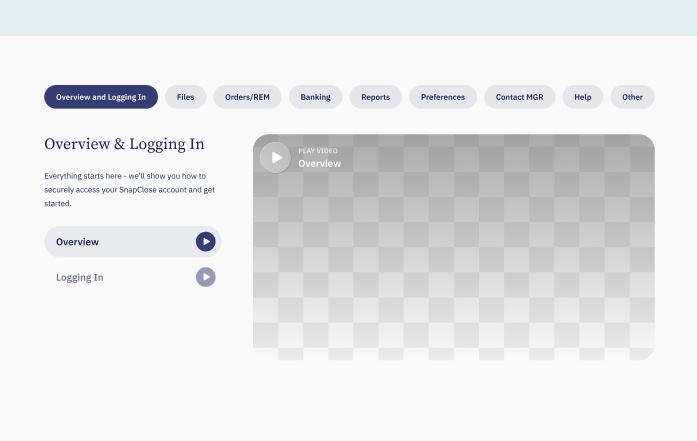 Overview and Logging In
Files
Orders/REM
Banking
Reports
Preferences
Contact MGR
Help
Other
Overview & Logging In
Everything starts here - we'll show you how to
securely access your SnapClose account and get
started.
Overview
Logging In
PLAY VIDEO
Overview